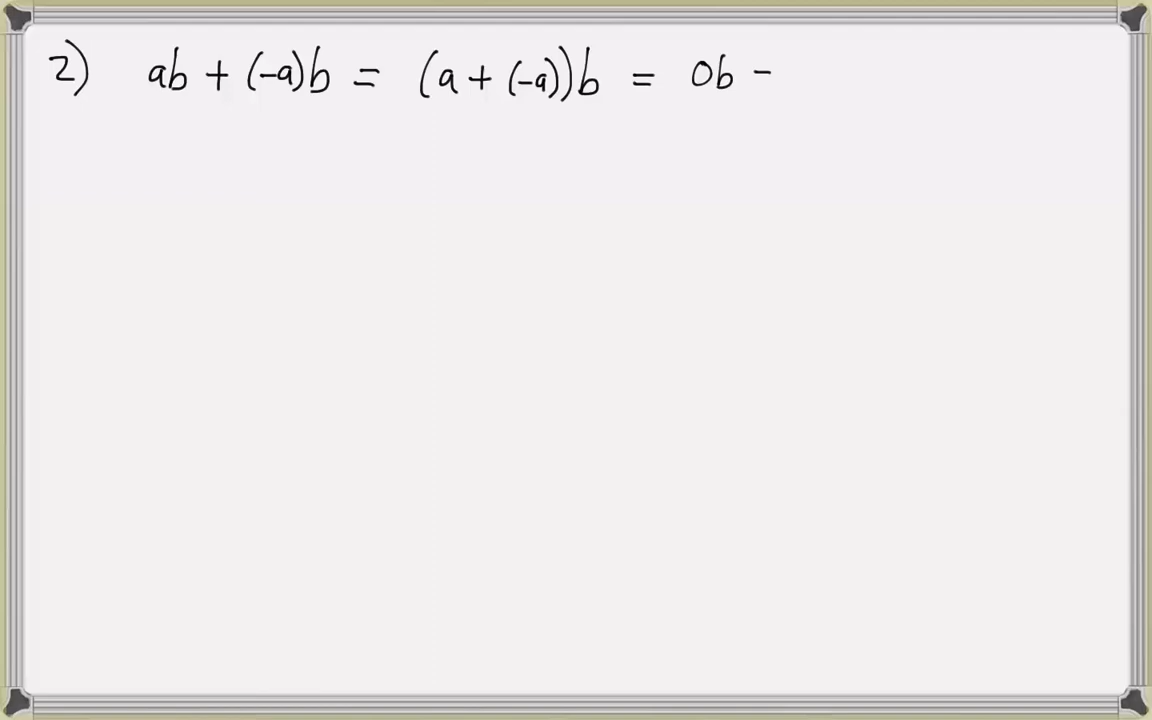 2) ab + (-a)b = (a + (-a))b = 0b -